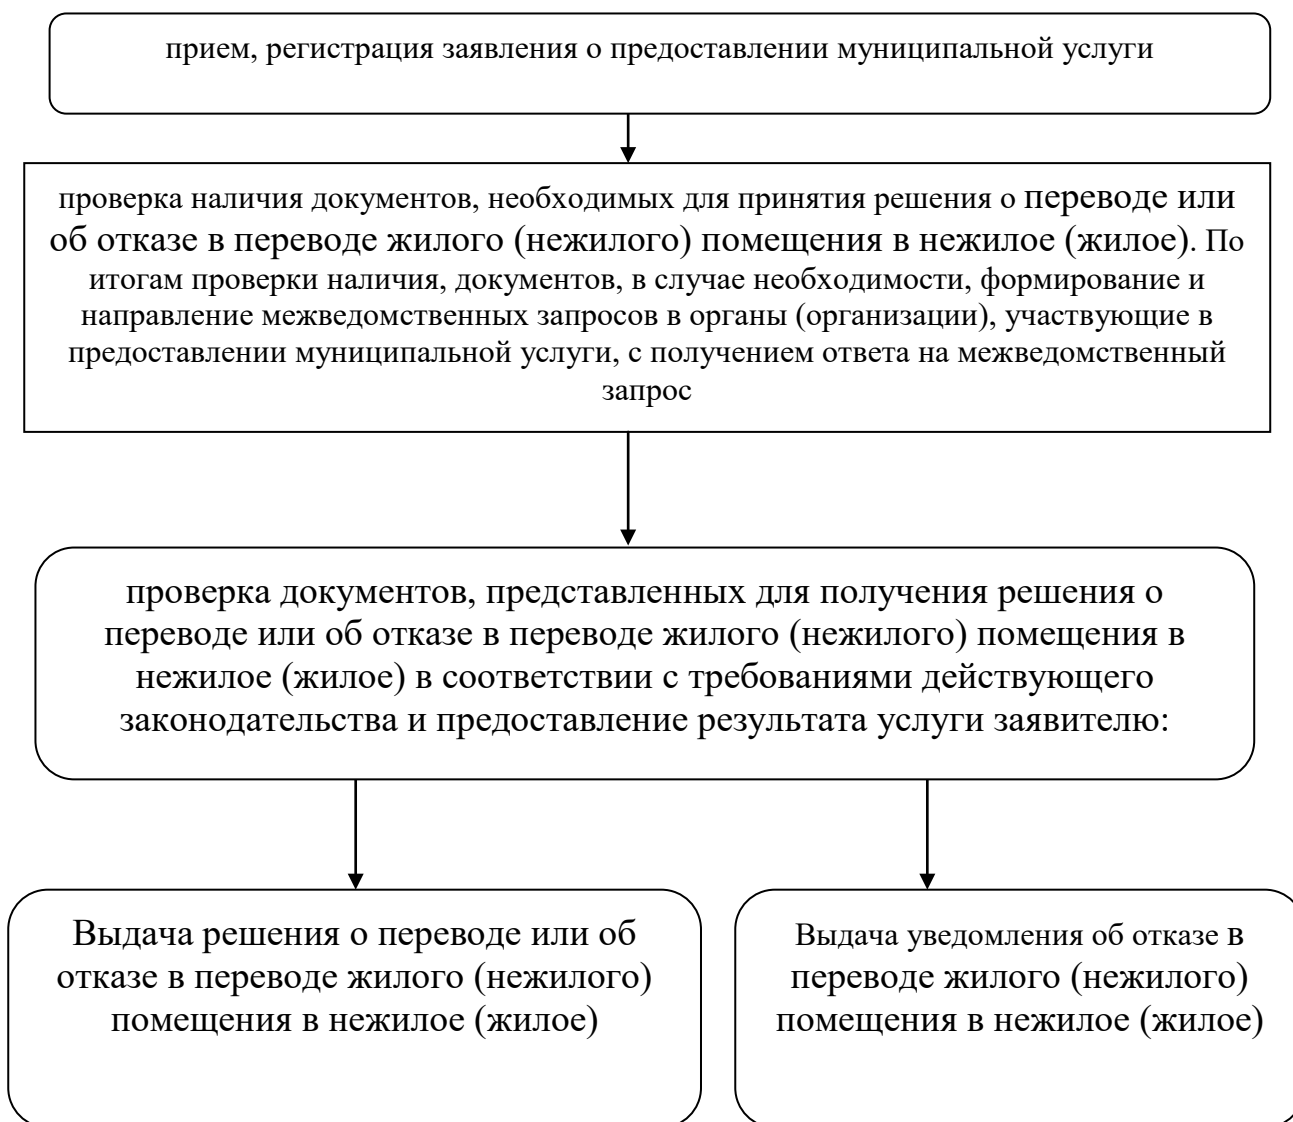 прием, регистрация заявления о предоставлении муниципальной услуги
проверка наличия документов, необходимых для принятия решения о переводе или
об отказе в переводе жилого (нежилого) помещения в нежилое (жилое). По
итогам проверки наличия, документов, в случае необходимости, формирование и
направление межведомственных запросов в органы (организации), участвующие в
предоставлении муниципальной услуги, с получением ответа на межведомственный
запрос
проверка документов, представленных для получения решения о
переводе или об отказе в переводе жилого (нежилого) помещения в
нежилое (жилое) в соответствии с требованиями действующего
законодательства и предоставление результата услуги заявителю:
Выдача решения о переводе или об
отказе в переводе жилого (нежилого)
помещения в нежилое (жилое)
Выдача уведомления об отказе в
переводе жилого (нежилого)
помещения в нежилое (жилое)